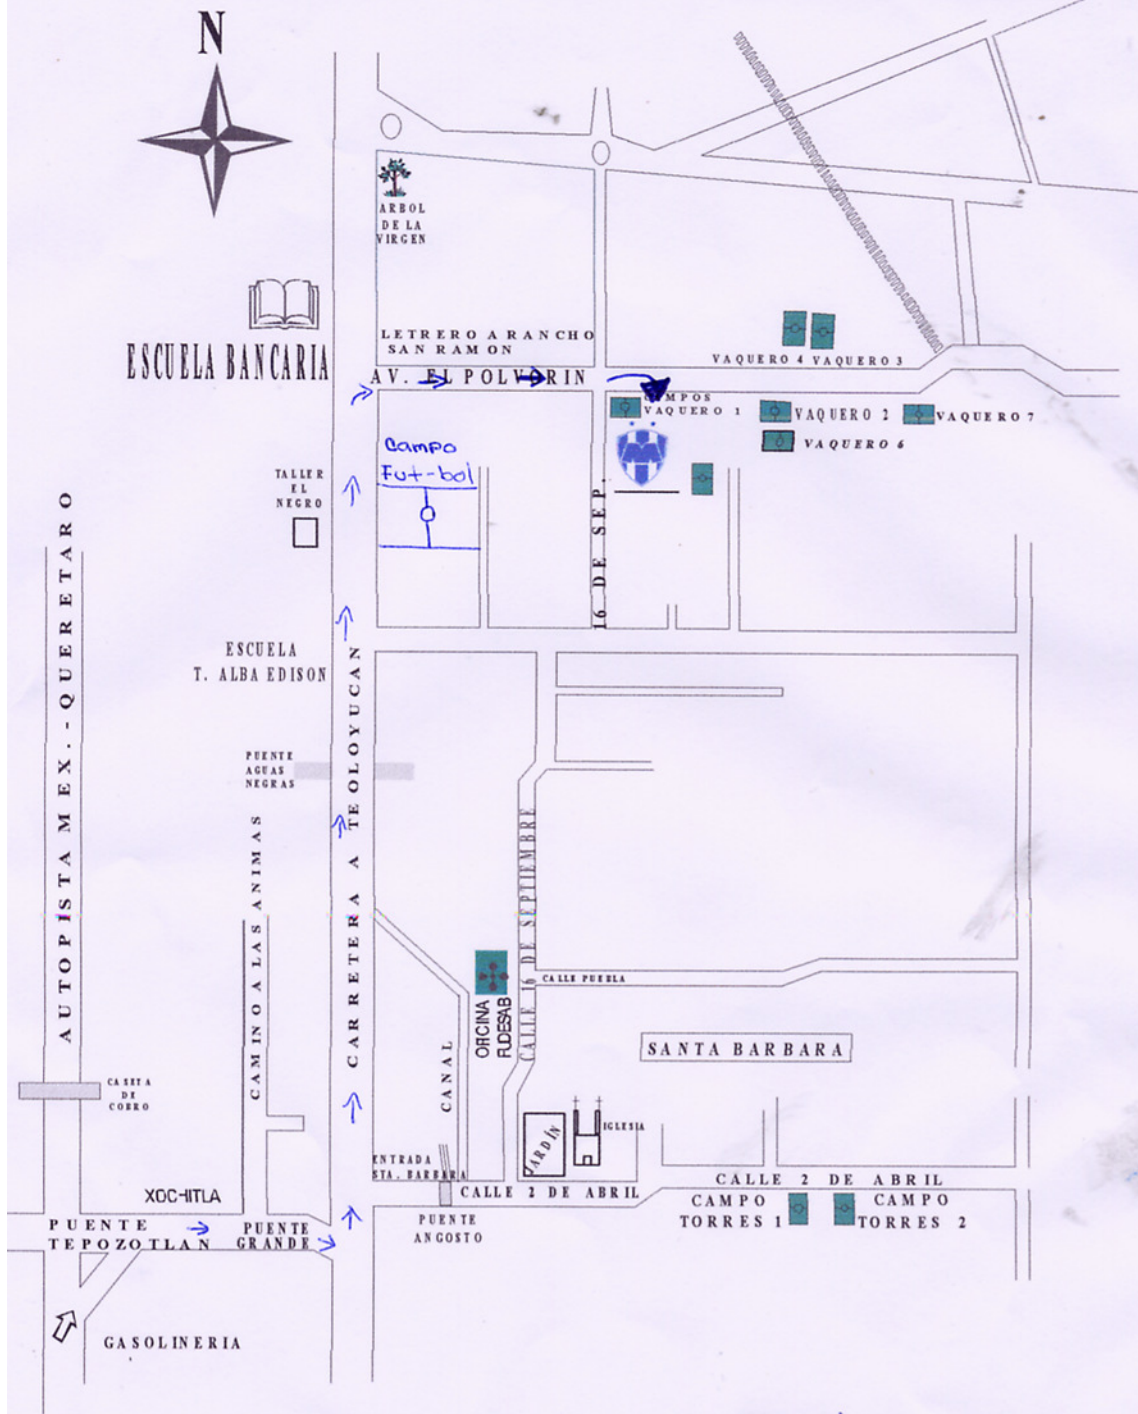 N
ARBOL
DE LA
VIRGEN
ESCUELA BANCARIA
LETRERO A RANCHO
SAN RAMON
AV. EL POLVORIN
VAQUERO 4 VAQUERO 3
CAMPOS
VAQUERO 1
VAQUERO 2
VAQUERO 7
VAQUERO 6
Campo
Fut-bol
TALLER
EL
NEGRO
16 DE SEP.
AUTOPISTA MEX.-QUERETARO
ESCUELA
T. ALBA EDISON
CARRETERA A TEOLOYUCAN
PUENTE
AGUAS
NEGRAS
CAMINO A LAS ANIMAS
CALLE 16 DE SEPTIEMBRE
OFICINA
FUDESAB
CALLE PUEBLA
SANTA BARBARA
CANAL
CASETA
DE
COBRO
JARDÍN
IGLESIA
ENTRADA
STA. BARBARA
CALLE 2 DE ABRIL
CALLE 2 DE ABRIL
XOCHITLA
CAMPO
TORRES 1
CAMPO
TORRES 2
PUENTE
TEPOZOTLAN
PUENTE
GRANDE
PUENTE
ANGOSTO
GASOLINERIA